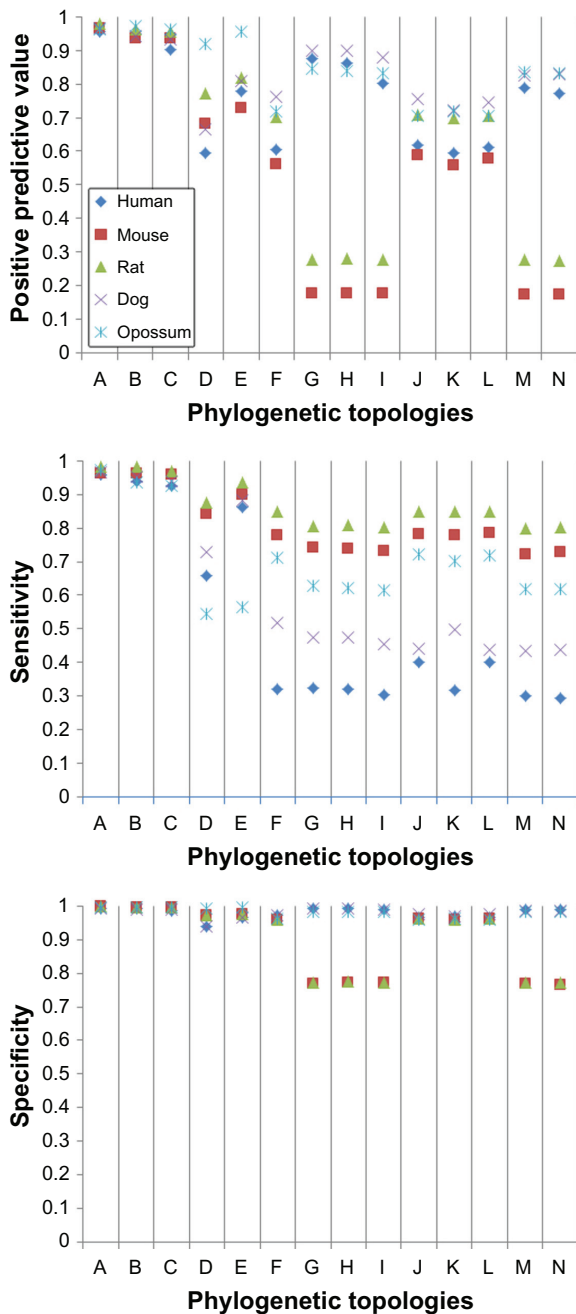 Positive predictive value
1
0.9
0.8
0.7
0.6
0.5
0.4
0.3
0.2
0.1
0
Human
Mouse
Rat
Dog
Opossum
A B C D E F G H I J K L M N
Phylogenetic topologies
Sensitivity
1
0.9
0.8
0.7
0.6
0.5
0.4
0.3
0.2
0.1
0
A B C D E F G H I J K L M N
Phylogenetic topologies
Specificity
1
0.9
0.8
0.7
0.6
0.5
0.4
0.3
0.2
0.1
0
A B C D E F G H I J K L M N
Phylogenetic topologies